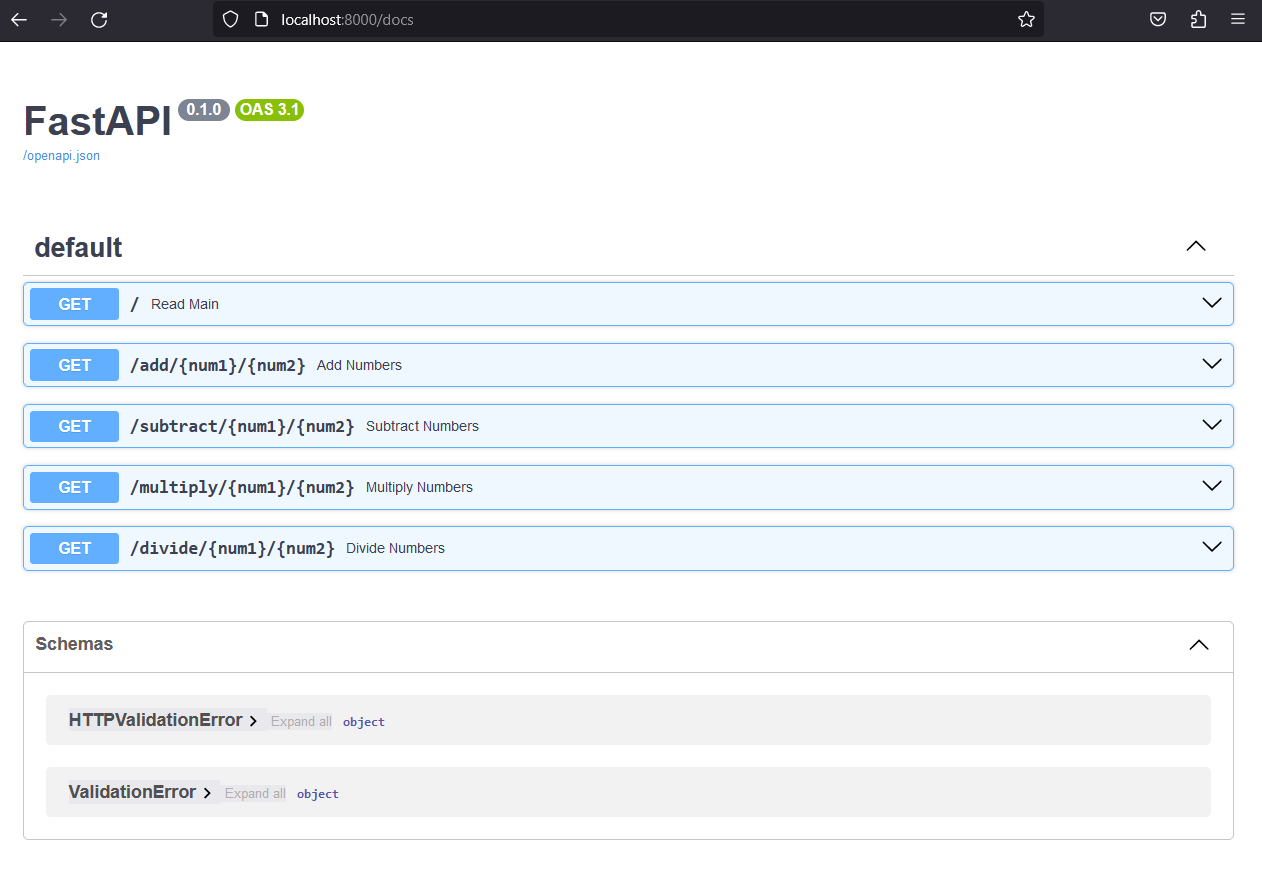 localhost:8000/docs
FastAPI 0.1.0 OAS 3.1
/openapi.json
default
GET / Read Main
GET /add/{num1}/{num2} Add Numbers
GET /subtract/{num1}/{num2} Subtract Numbers
GET /multiply/{num1}/{num2} Multiply Numbers
GET /divide/{num1}/{num2} Divide Numbers
Schemas
HTTPValidationError Expand all object
ValidationError Expand all object